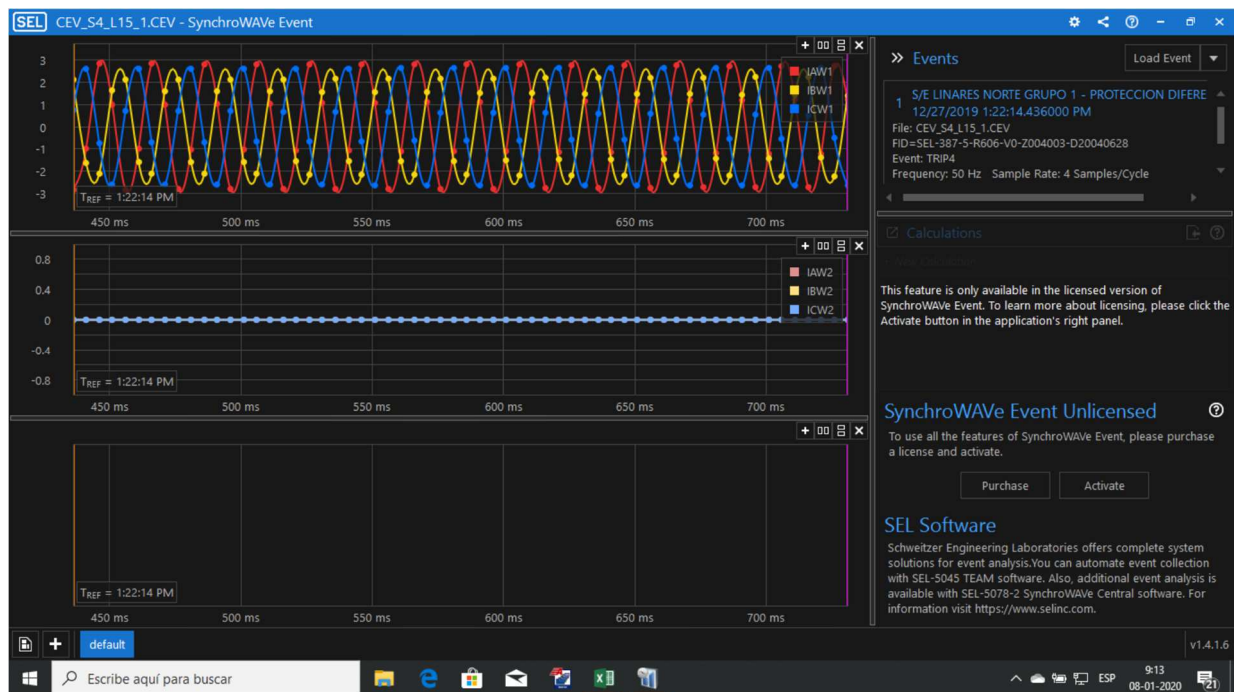 SEL CEV_S4_L15_1.CEV - SynchroWAVe Event
3
2
1
0
-1
-2
-3
IAW1
IBW1
ICW1
TREF = 1:22:14 PM
450 ms 500 ms 550 ms 600 ms 650 ms 700 ms
0.8
0.4
0
-0.4
-0.8
IAW2
IBW2
ICW2
TREF = 1:22:14 PM
450 ms 500 ms 550 ms 600 ms 650 ms 700 ms
TREF = 1:22:14 PM
450 ms 500 ms 550 ms 600 ms 650 ms 700 ms
default
Events
Load Event
1 S/E LINARES NORTE GRUPO 1 - PROTECCION DIFERE
12/27/2019 1:22:14.436000 PM
File: CEV_S4_L15_1.CEV
FID=SEL-387-5-R606-V0-Z004003-D20040628
Event: TRIP4
Frequency: 50 Hz Sample Rate: 4 Samples/Cycle
Calculations
This feature is only available in the licensed version of
SynchroWAVe Event. To learn more about licensing, please click the
Activate button in the application's right panel.
SynchroWAVe Event Unlicensed
To use all the features of SynchroWAVe Event, please purchase
a license and activate.
Purchase Activate
SEL Software
Schweitzer Engineering Laboratories offers complete system
solutions for event analysis.You can automate event collection
with SEL-5045 TEAM software. Also, additional event analysis is
available with SEL-5078-2 SynchroWAVe Central software. For
information visit https://www.selinc.com.
v1.4.1.6
Escribe aquí para buscar
ESP
9:13
08-01-2020
21